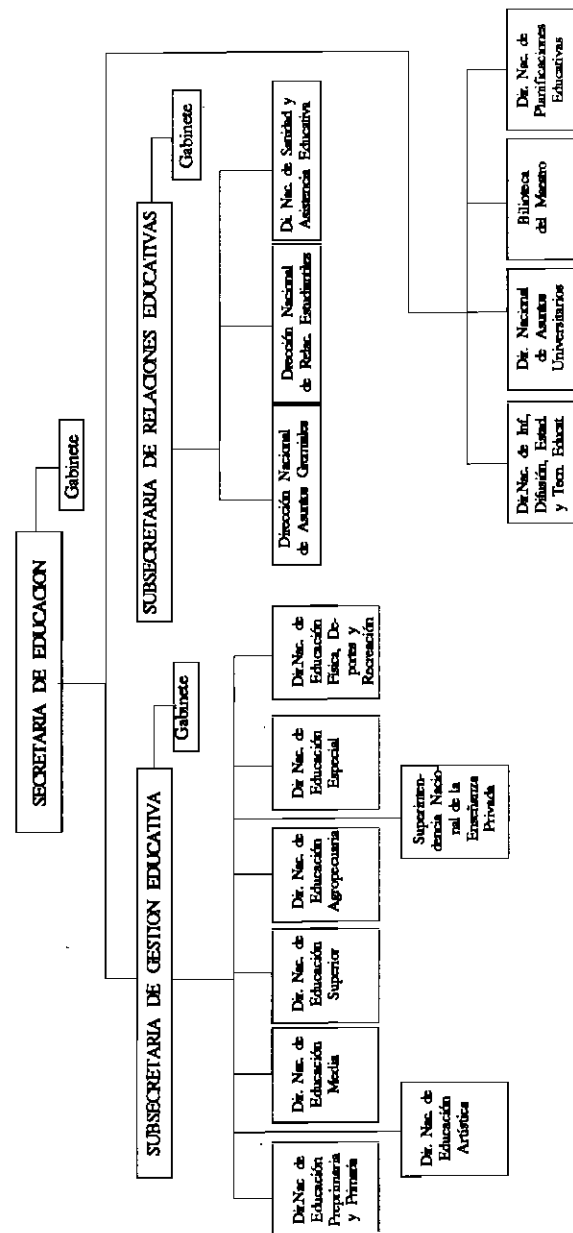 SECRETARIA DE EDUCACION
Gabinete
SUBSECRETARIA DE GESTION EDUCATIVA
Gabinete
SUBSECRETARIA DE RELACIONES EDUCATIVAS
Gabinete
Dir.Nac de
Educación
Preprimaria
y Primaria
Dir. Nac. de
Educación
Media
Dir. Nac. de
Educación
Superior
Dir. Nac. de
Educación
Agropecuaria
Dir. Nac. de
Educación
Especial
Dir.Nac. de
Educación
Física, De-
portes y
Recreación
Dirección Nacional
de Asuntos Gremiales
Drección Nacional
de Relac. Estudiantiles
Di. Nac. de Sanidad y
Asistencia Educativa
Dir. Nac. de
Educación
Artística
Superinten-
dencia Nacio-
nal de la
Enseñanza
Privada
Dir.Nac. de Inf.,
Difusión, Estad.
y Tecn. Educat.
Dir. Nacional
de Asuntos
Universitarios
Bilioteca
del Maestro
Dir. Nac. de
Planificaciones
Educativas